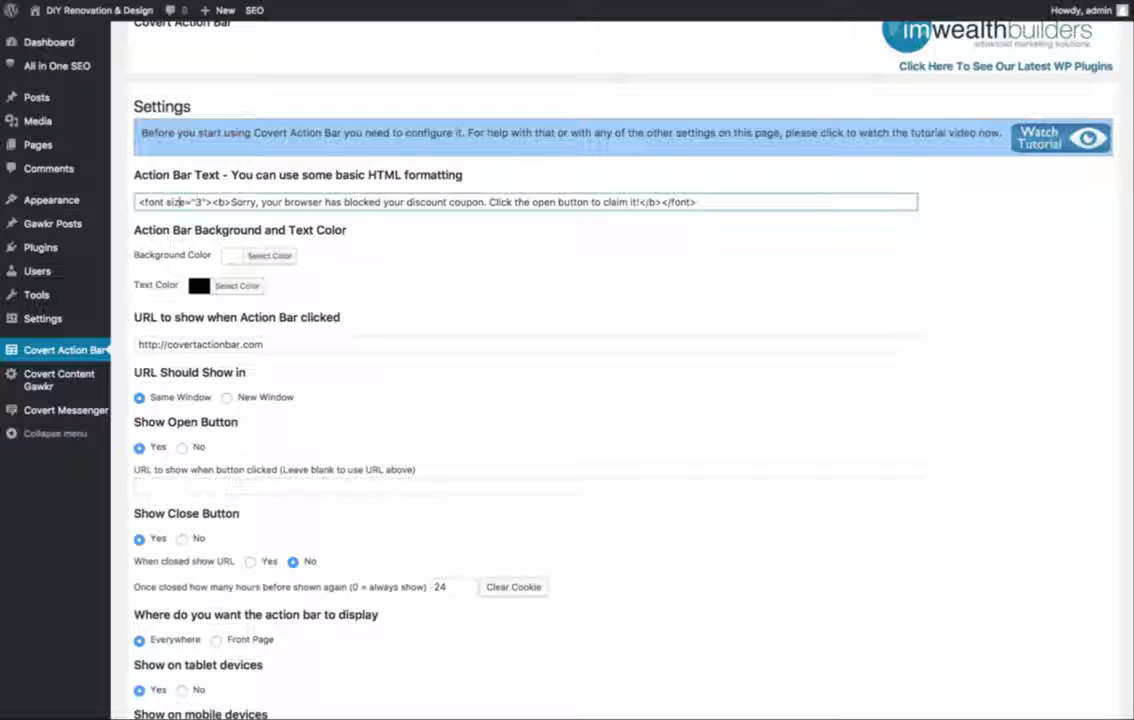 DIY Renovation & Design 0 + New SEO Howdy, admin
Dashboard
All in One SEO
Posts
Media
Pages
Comments
Appearance
Gawkr Posts
Plugins
Users
Tools
Settings
Covert Action Bar
Covert Content
Gawkr
Covert Messenger
Collapse menu
Covert Action Bar
imwealthbuilders
advanced marketing solutions
Click Here To See Our Latest WP Plugins
Settings
Before you start using Covert Action Bar you need to configure it. For help with that or with any of the other settings on this page, please click to watch the tutorial video now.
Watch
Tutorial
Action Bar Text - You can use some basic HTML formatting
<font size="3"><b>Sorry, your browser has blocked your discount coupon. Click the open button to claim it!</b></font>
Action Bar Background and Text Color
Background Color Select Color
Text Color Select Color
URL to show when Action Bar clicked
http://covertactionbar.com
URL Should Show in
Same Window New Window
Show Open Button
Yes No
URL to show when button clicked (Leave blank to use URL above)
Show Close Button
Yes No
When closed show URL Yes No
Once closed how many hours before shown again (0 = always show) 24 Clear Cookie
Where do you want the action bar to display
Everywhere Front Page
Show on tablet devices
Yes No
Show on mobile devices